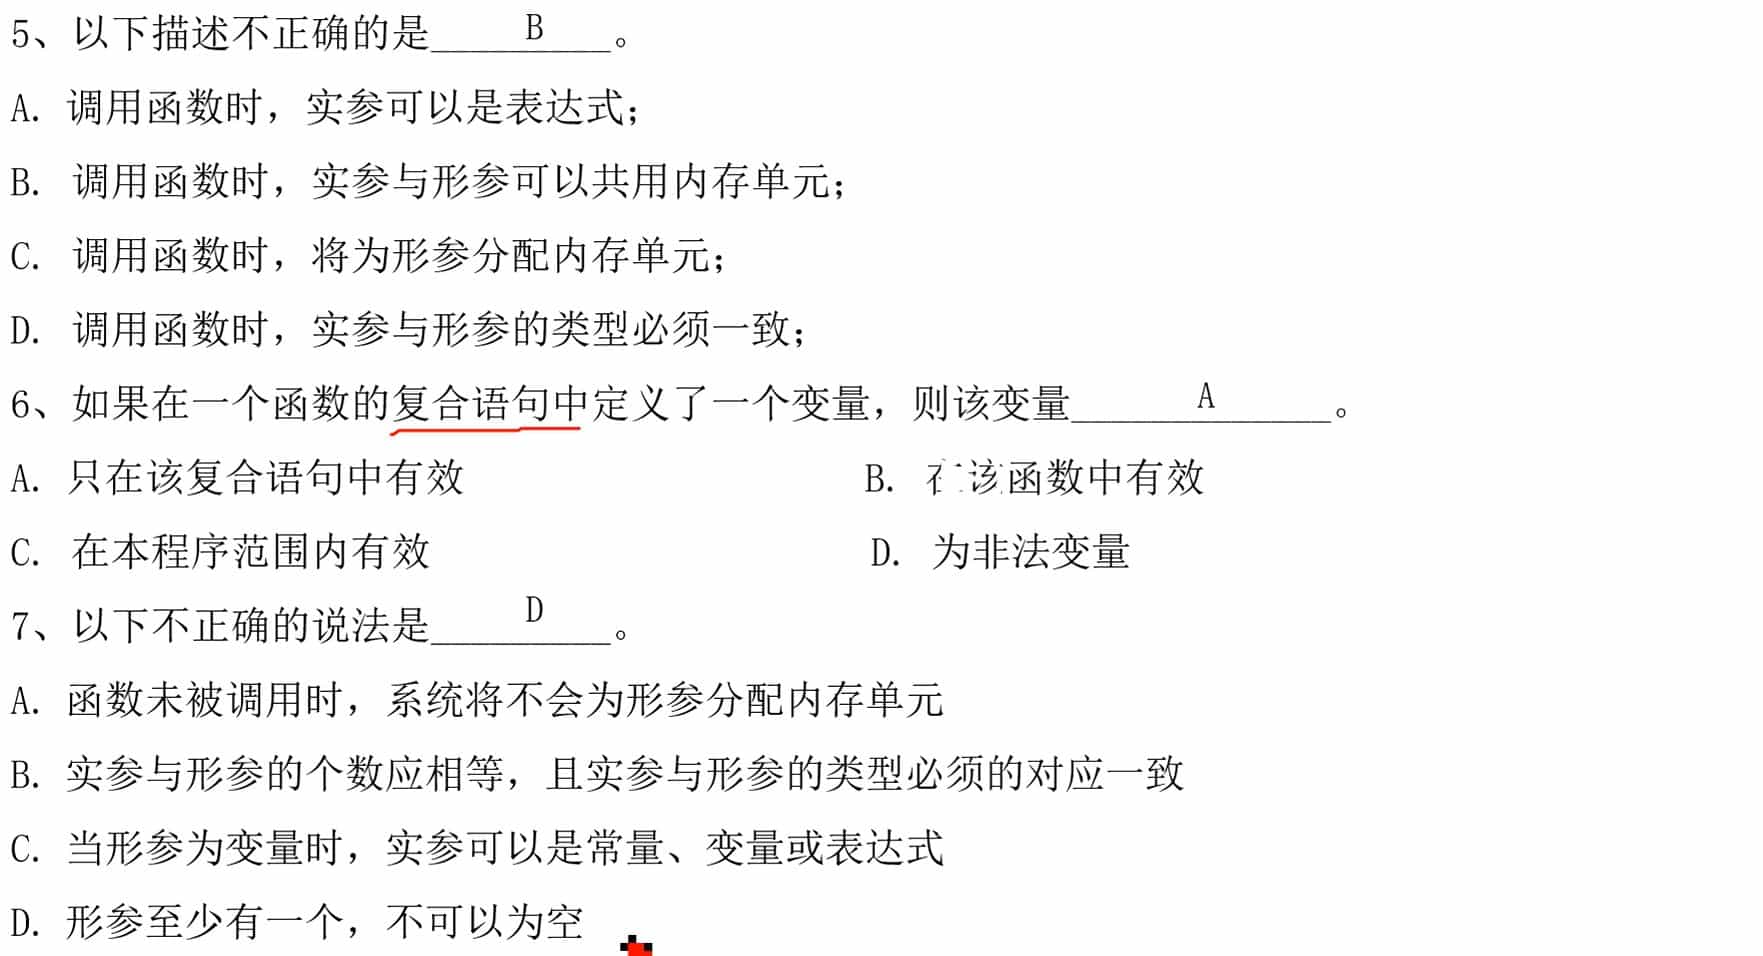 5、以下描述不正确的是____B____。
A. 调用函数时，实参可以是表达式；
B. 调用函数时，实参与形参可以共用内存单元；
C. 调用函数时，将为形参分配内存单元；
D. 调用函数时，实参与形参的类型必须一致；
6、如果在一个函数的复合语句中定义了一个变量，则该变量______A______。
A. 只在该复合语句中有效 B. 在该函数中有效
C. 在本程序范围内有效 D. 为非法变量
7、以下不正确的说法是____D____。
A. 函数未被调用时，系统将不会为形参分配内存单元
B. 实参与形参的个数应相等，且实参与形参的类型必须的对应一致
C. 当形参为变量时，实参可以是常量、变量或表达式
D. 形参至少有一个，不可以为空